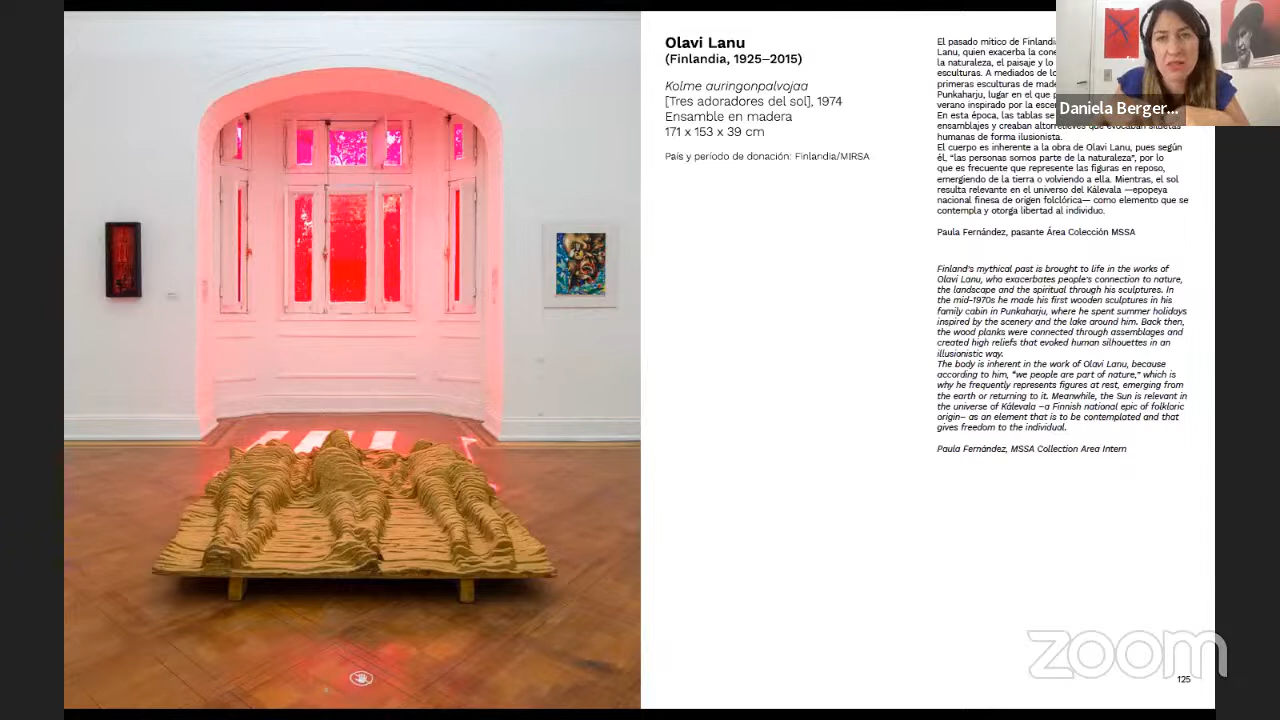 Olavi Lanu
(Finlandia, 1925–2015)
Kolme auringonpalvojaa
[Tres adoradores del sol], 1974
Ensamble en madera
171 x 153 x 39 cm
País y período de donación: Finlandia/MIRSA
El pasado mítico de
Lanu, quien exacerba la
la naturaleza, el paisaje y lo
esculturas. A mediados de
primeras esculturas de
Punkaharju, lugar en el que
verano inspirado por la
En esta época, las tablas se
ensamblajes y creaban altorrelieves que evocaban siluetas
humanas de forma ilusionista.
El cuerpo es inherente a la obra de Olavi Lanu, pues según
él, “las personas somos parte de la naturaleza”, por lo
que es frecuente que represente las figuras en reposo,
emergiendo de la tierra o volviendo a ella. Mientras, el sol
resulta relevante en el universo del Kálevala —epopeya
nacional finesa de origen folclórico— como elemento que se
contempla y otorga libertad al individuo.
Paula Fernández, pasante Área Colección MSSA
Finland's mythical past is brought to life in the works of
Olavi Lanu, who exacerbates people's connection to nature,
the landscape and the spiritual through his sculptures. In
the mid-1970s he made his first wooden sculptures in his
family cabin in Punkaharju, where he spent summer holidays
inspired by the scenery and the lake around him. Back then,
the wood planks were connected through assemblages and
created high reliefs that evoked human silhouettes in an
illusionistic way.
The body is inherent in the work of Olavi Lanu, because
according to him, “we people are part of nature,” which is
why he frequently represents figures at rest, emerging from
the earth or returning to it. Meanwhile, the Sun is relevant in
the universe of Kálevala –a Finnish national epic of folkloric
origin– as an element that is to be contemplated and that
gives freedom to the individual.
Paula Fernández, MSSA Collection Area Intern
125
Daniela Berger...
zoom